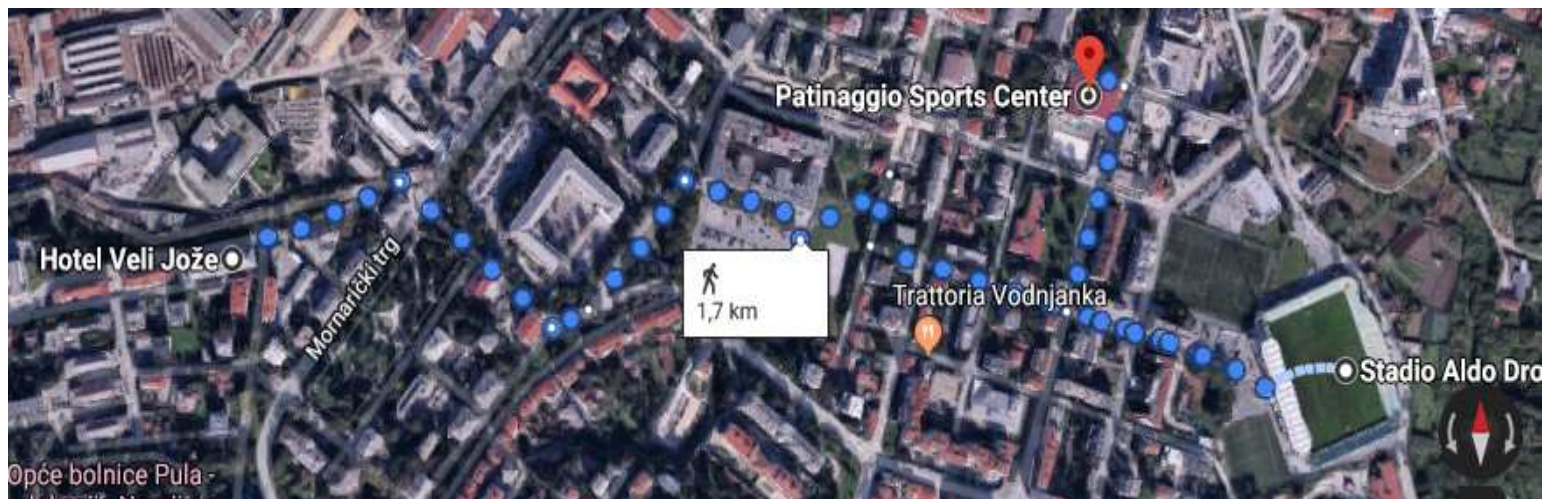 Patinaggio Sports Center
Hotel Veli Jože
Mornarički trg
1,7 km
Trattoria Vodnjanka
Stadio Aldo Dro
Opće bolnice Pula -